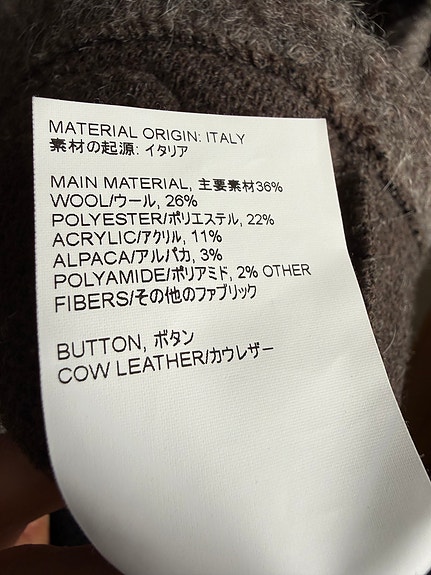 MATERIAL ORIGIN: ITALY
素材の起源: イタリア
MAIN MATERIAL, 主要素材36%
WOOL/ウール, 26%
POLYESTER/ポリエステル, 22%
ACRYLIC/アクリル, 11%
ALPACA/アルパカ, 3%
POLYAMIDE/ポリアミド, 2% OTHER
FIBERS/その他のファブリック
BUTTON, ボタン
COW LEATHER/カウレザー